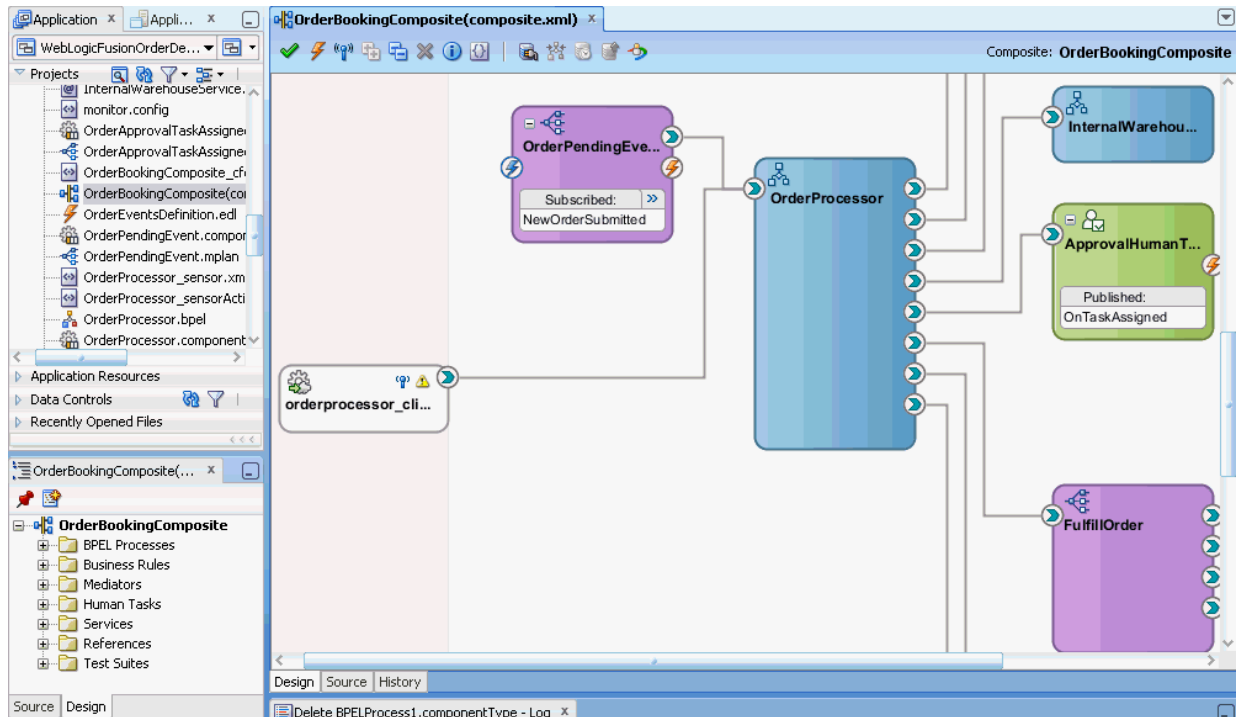 Application
Appli...
OrderBookingComposite(composite.xml)
WebLogicFusionOrderDe...
Composite: OrderBookingComposite
Projects
InternalWarehouseService.
monitor.config
OrderApprovalTaskAssigne
OrderApprovalTaskAssigne
OrderBookingComposite_cf
OrderBookingComposite(co
OrderEventsDefinition.edl
OrderPendingEvent.compor
OrderPendingEvent.mplan
OrderProcessor_sensor.xm
OrderProcessor_sensorActi
OrderProcessor.bpel
OrderProcessor.component
Application Resources
Data Controls
Recently Opened Files
OrderBookingComposite(...
OrderBookingComposite
BPEL Processes
Business Rules
Mediators
Human Tasks
Services
References
Test Suites
Source Design
OrderPendingEve...
Subscribed:
NewOrderSubmitted
orderprocessor_cli...
OrderProcessor
InternalWarehou...
ApprovalHumanT...
Published:
OnTaskAssigned
FulfillOrder
Design Source History
Delete BPELProcess1.componentType - Log